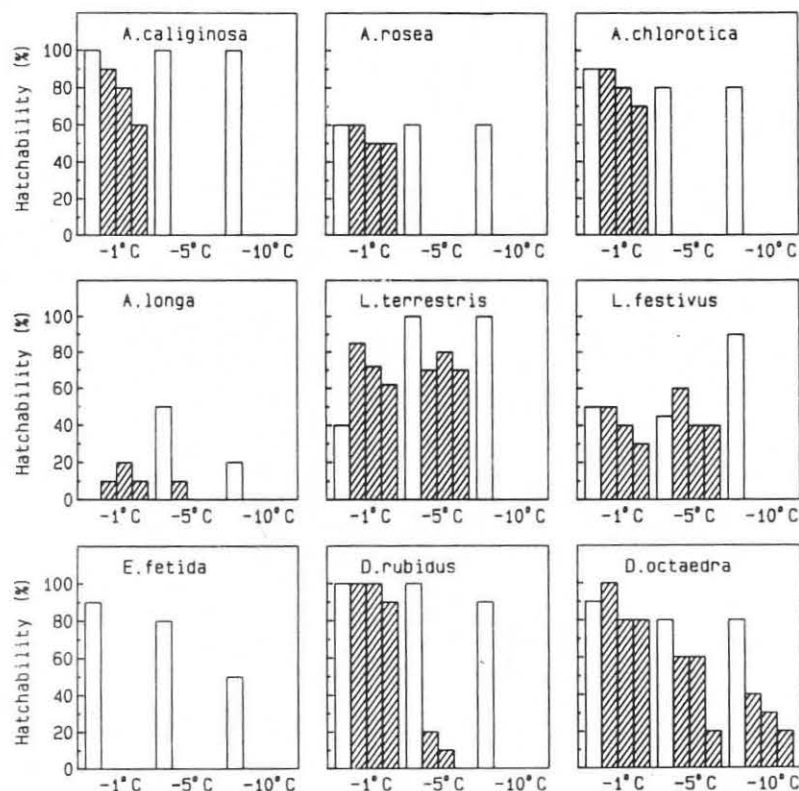 A.caliginosa
A.rosea
A.chlorotica
Hatchability (%)
100
80
60
40
20
0
-1°C -5°C -10°C
-1°C -5°C -10°C
-1°C -5°C -10°C
A.longa
L.terrestris
L.festivus
Hatchability (%)
100
80
60
40
20
0
-1°C -5°C -10°C
-1°C -5°C -10°C
-1°C -5°C -10°C
E.fetida
D.rubidus
D.octaedra
Hatchability (%)
100
80
60
40
20
0
-1°C -5°C -10°C
-1°C -5°C -10°C
-1°C -5°C -10°C